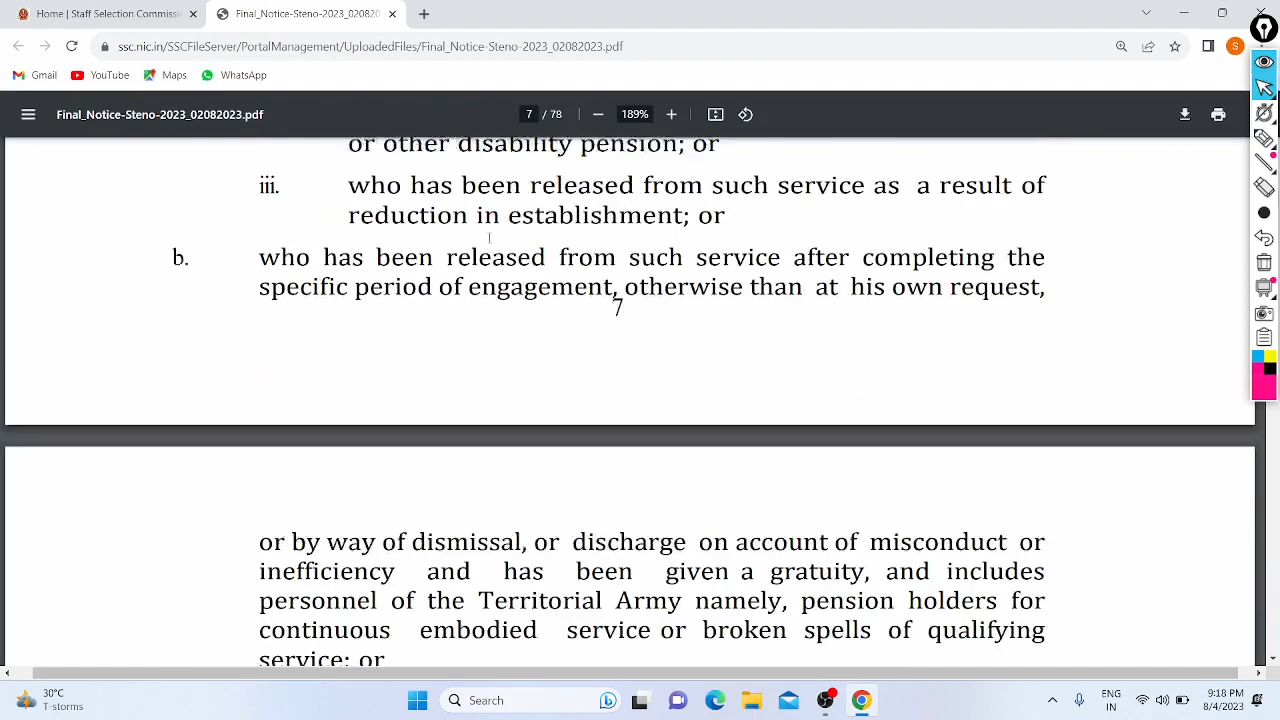 Home | Staff Selection Commissi
Final_Notice-Steno-2023_020820
ssc.nic.in/SSCFileServer/PortalManagement/UploadedFiles/Final_Notice-Steno-2023_02082023.pdf
S
Gmail
YouTube
Maps
WhatsApp
Final_Notice-Steno-2023_02082023.pdf
7 / 78
189%
or other disability pension; or
iii. who has been released from such service as a result of
reduction in establishment; or
b. who has been released from such service after completing the
specific period of engagement, otherwise than at his own request,
7
or by way of dismissal, or discharge on account of misconduct or
inefficiency and has been given a gratuity, and includes
personnel of the Territorial Army namely, pension holders for
continuous embodied service or broken spells of qualifying
service; or
30°C
T-storms
Search
ENG
IN
9:18 PM
8/4/2023